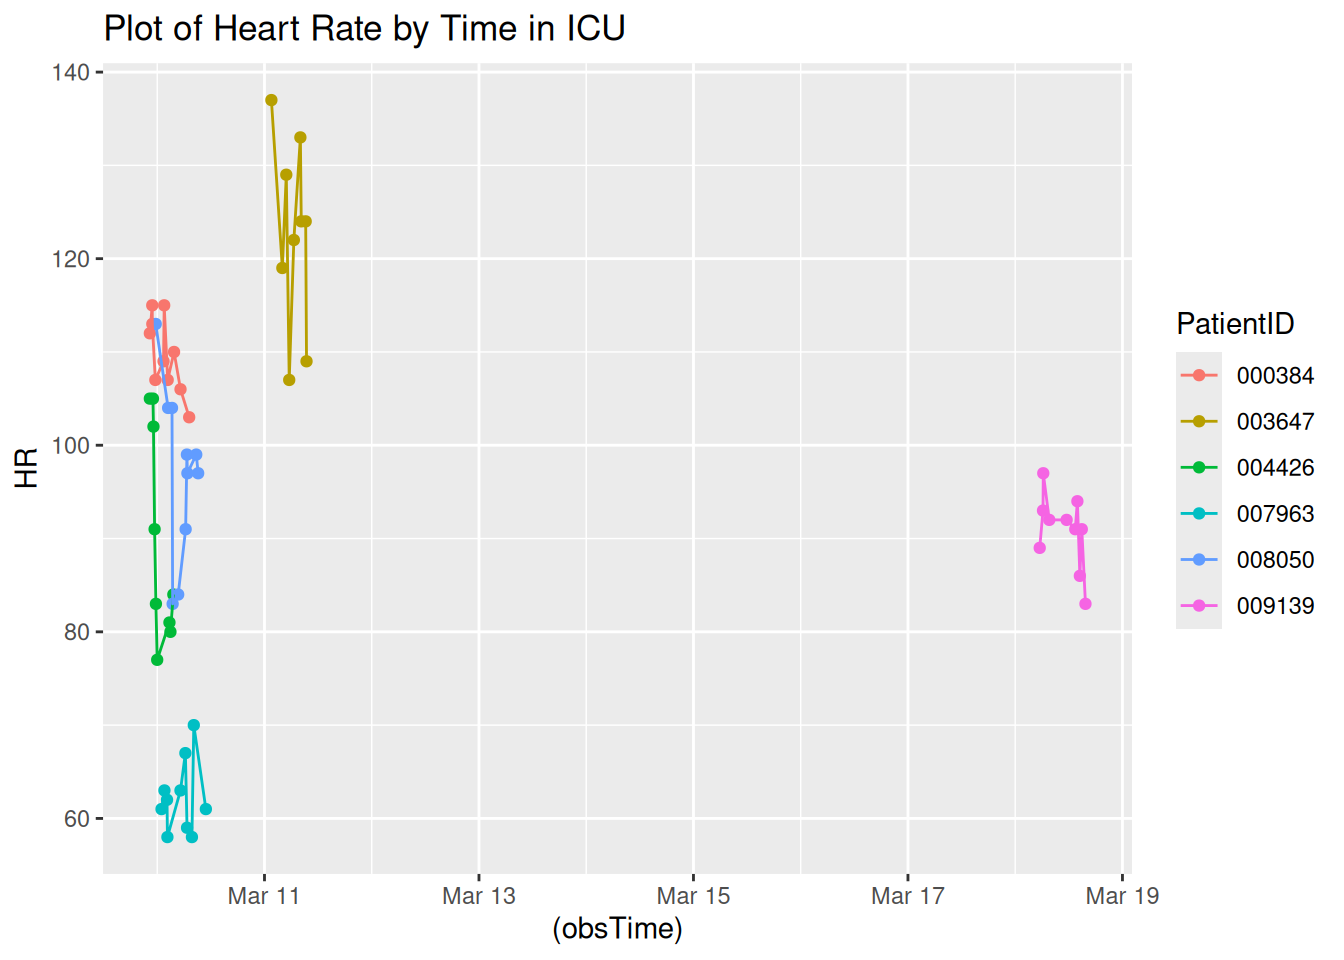 Plot of Heart Rate by Time in ICU
140
120
100
80
60
HR
Mar 11 Mar 13 Mar 15 Mar 17 Mar 19
(obsTime)
PatientID
000384
003647
004426
007963
008050
009139